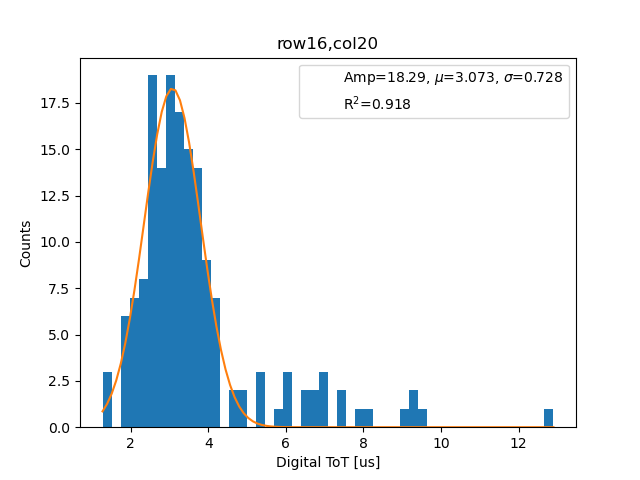 row16,col20
Amp=18.29, μ=3.073, σ=0.728
R²=0.918
17.5
15.0
12.5
10.0
7.5
5.0
2.5
0.0
Counts
2 4 6 8 10 12
Digital ToT [us]